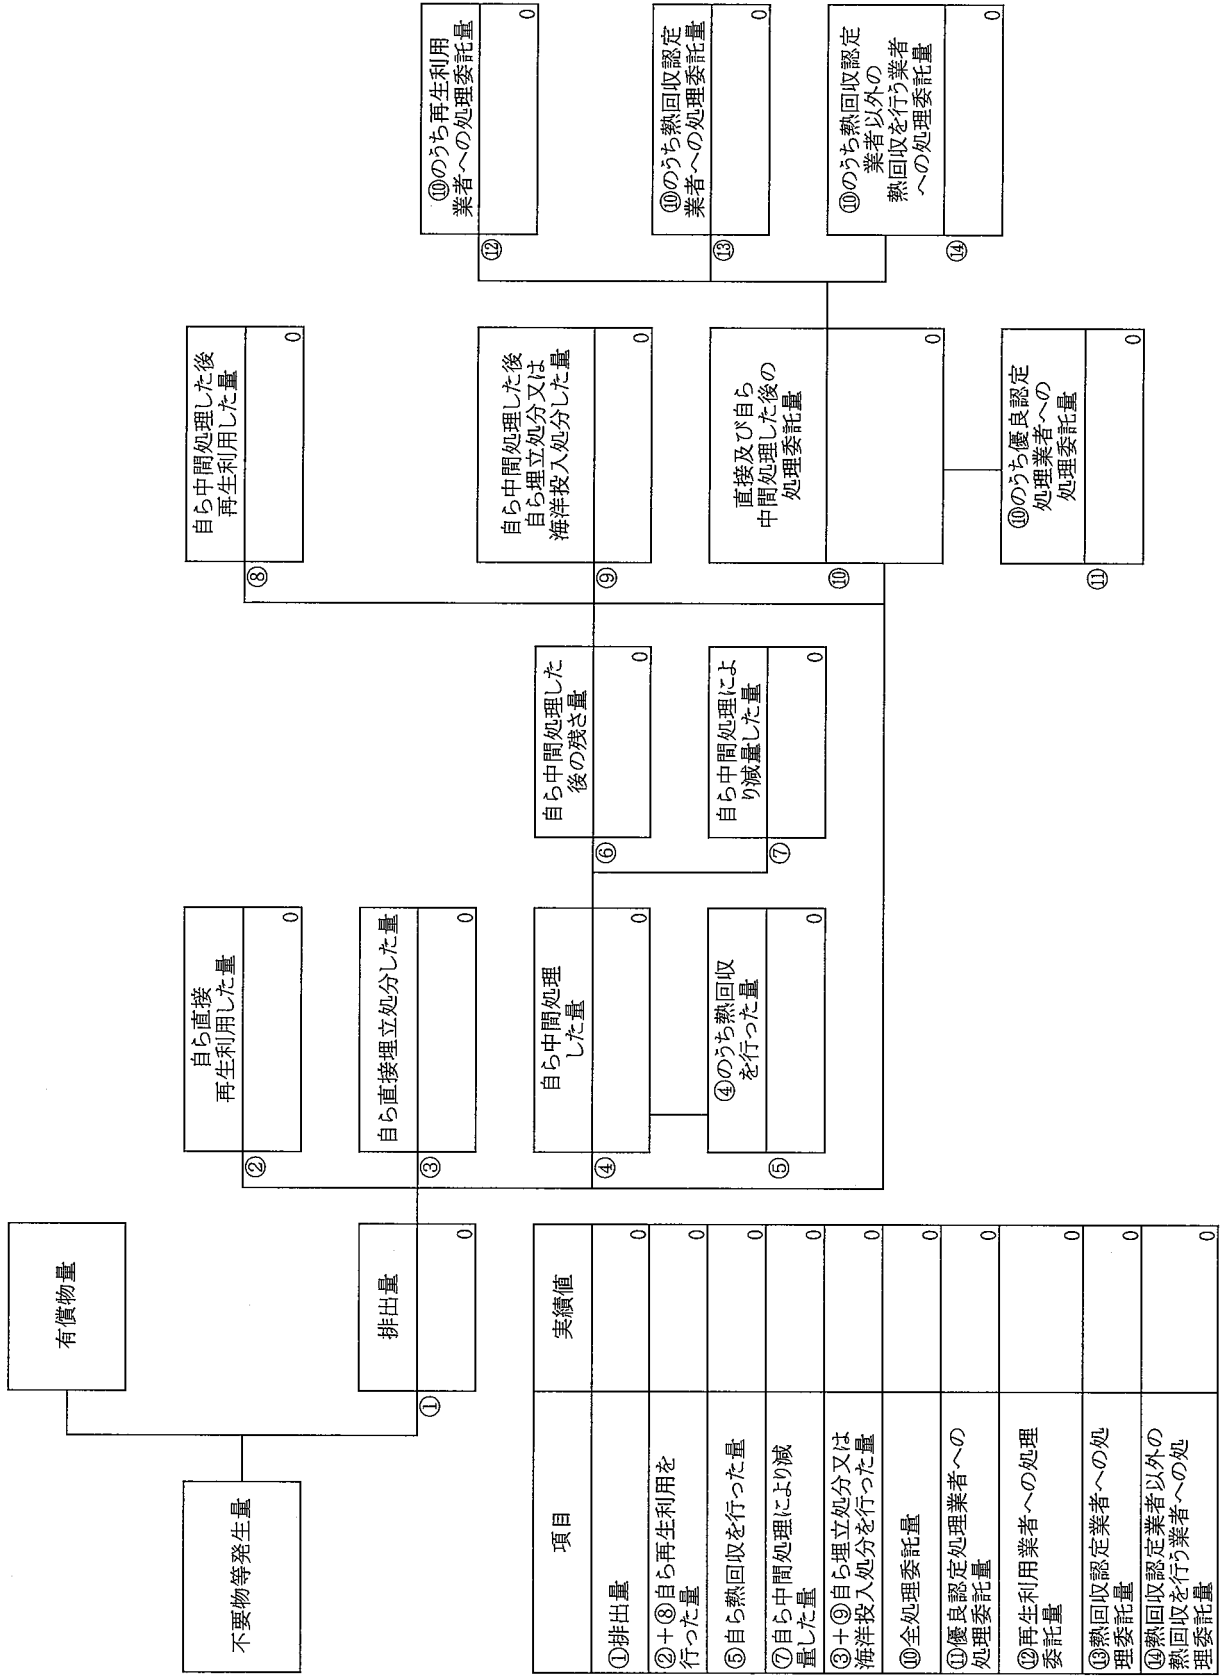 不要物等発生量
有償物量
①
排出量
0
②
自ら直接
再生利用した量
0
③
自ら直接埋立処分した量
0
④
自ら中間処理
した量
0
⑤
④のうち熱回収
を行った量
0
⑥
自ら中間処理した
後の残さ量
0
⑦
自ら中間処理によ
り減量した量
0
⑧
自ら中間処理した後
再生利用した量
0
⑨
自ら中間処理した後
自ら埋立処分又は
海洋投入処分した量
0
⑩
直接及び自ら
中間処理した後の
処理委託量
0
⑪
⑩のうち優良認定
処理業者への
処理委託量
0
⑫
⑩のうち再生利用
業者への処理委託量
0
⑬
⑩のうち熱回収認定
業者への処理委託量
0
⑭
⑩のうち熱回収認定
業者以外の
熱回収を行う業者
への処理委託量
0
項目
実績値
①排出量
0
②＋⑧自ら再生利用を
行った量
0
⑤自ら熱回収を行った量
0
⑦自ら中間処理により減
量した量
0
③＋⑨自ら埋立処分又は
海洋投入処分を行った量
0
⑩全処理委託量
0
⑪優良認定処理業者への
処理委託量
0
⑫再生利用業者への処理
委託量
0
⑬熱回収認定業者への処
理委託量
0
⑭熱回収認定業者以外の
熱回収を行う業者への処
理委託量
0